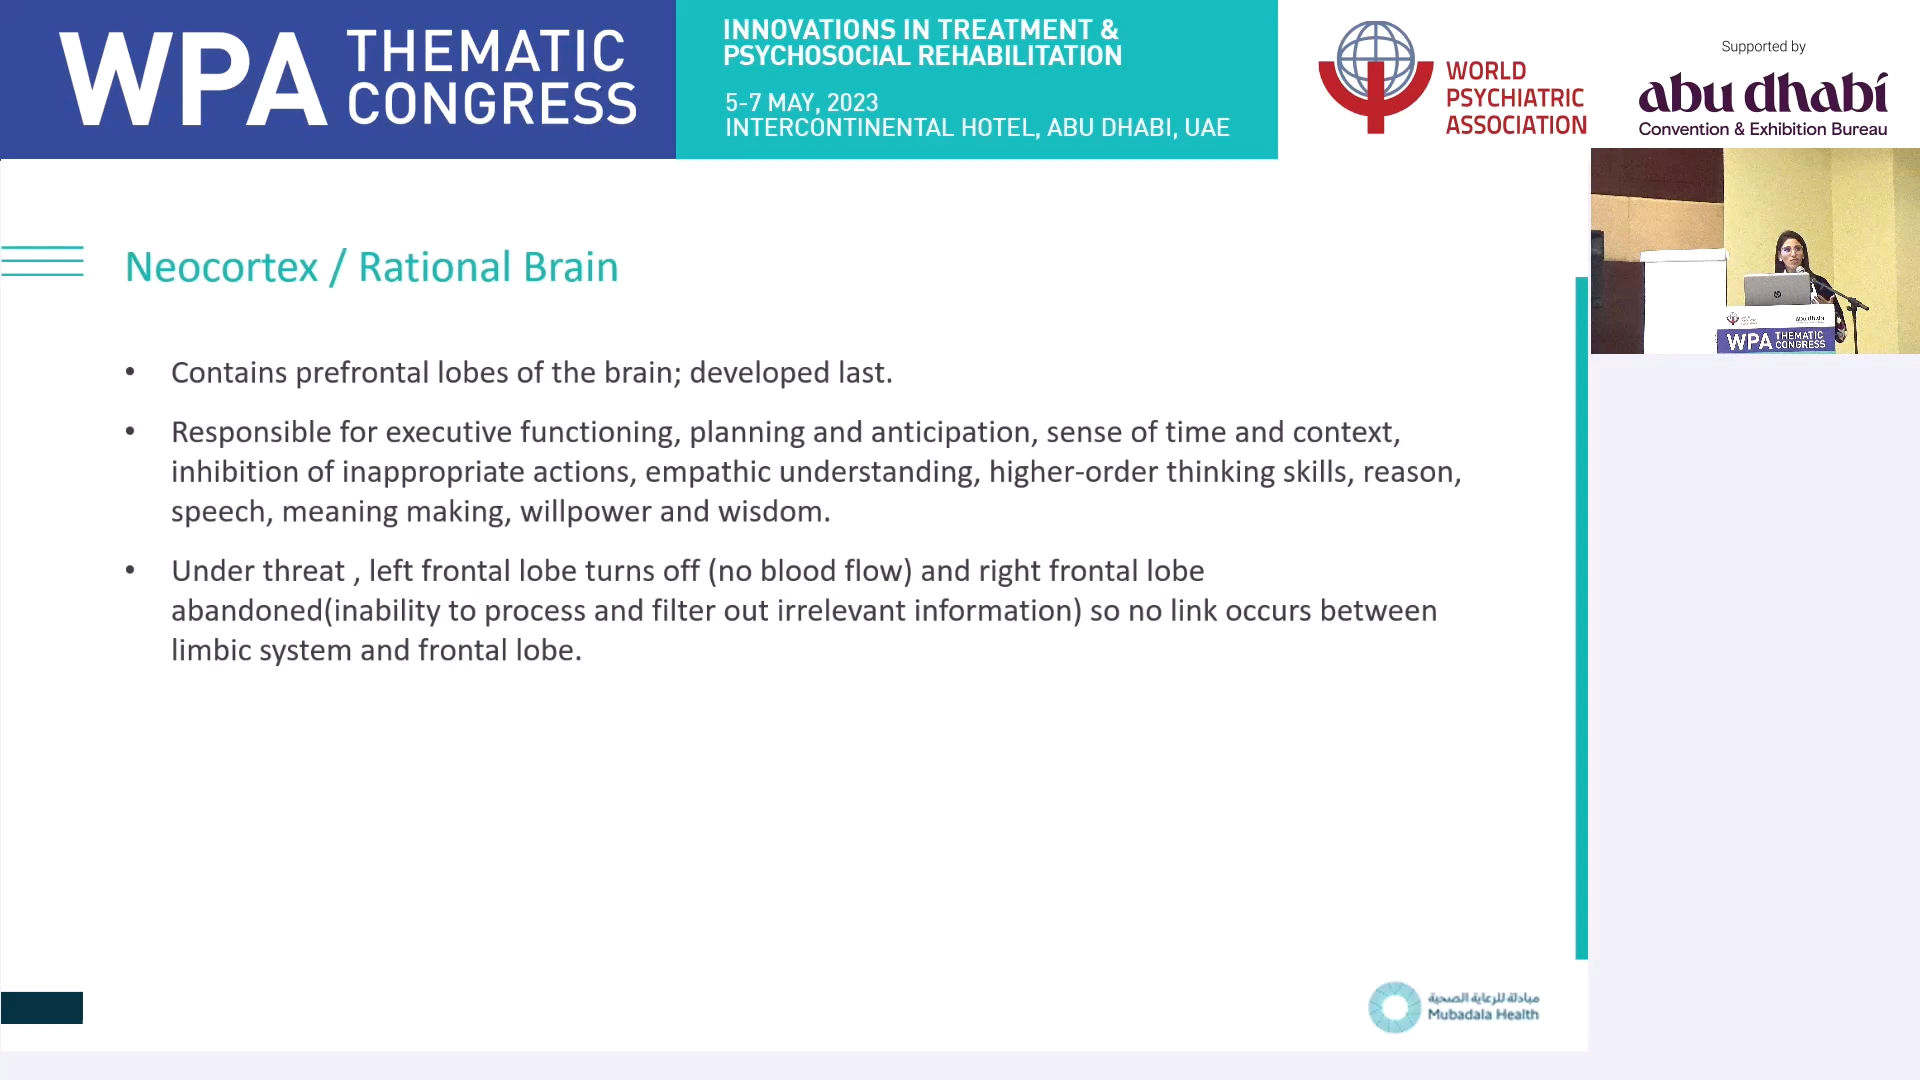 WPA THEMATIC CONGRESS
INNOVATIONS IN TREATMENT &
PSYCHOSOCIAL REHABILITATION
5-7 MAY, 2023
INTERCONTINENTAL HOTEL, ABU DHABI, UAE
WORLD
PSYCHIATRIC
ASSOCIATION
Supported by
abu dhabi
Convention & Exhibition Bureau
Neocortex / Rational Brain
• Contains prefrontal lobes of the brain; developed last.
• Responsible for executive functioning, planning and anticipation, sense of time and context,
inhibition of inappropriate actions, empathic understanding, higher-order thinking skills, reason,
speech, meaning making, willpower and wisdom.
• Under threat , left frontal lobe turns off (no blood flow) and right frontal lobe
abandoned(inability to process and filter out irrelevant information) so no link occurs between
limbic system and frontal lobe.
abu dhabi
WPA THEMATIC CONGRESS
مبادلة للرعاية الصحية
Mubadala Health